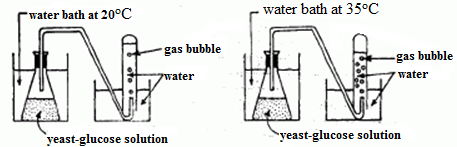 water bath at 20°C
gas bubble
water
yeast-glucose solution
water bath at 35°C
gas bubble
water
yeast-glucose solution